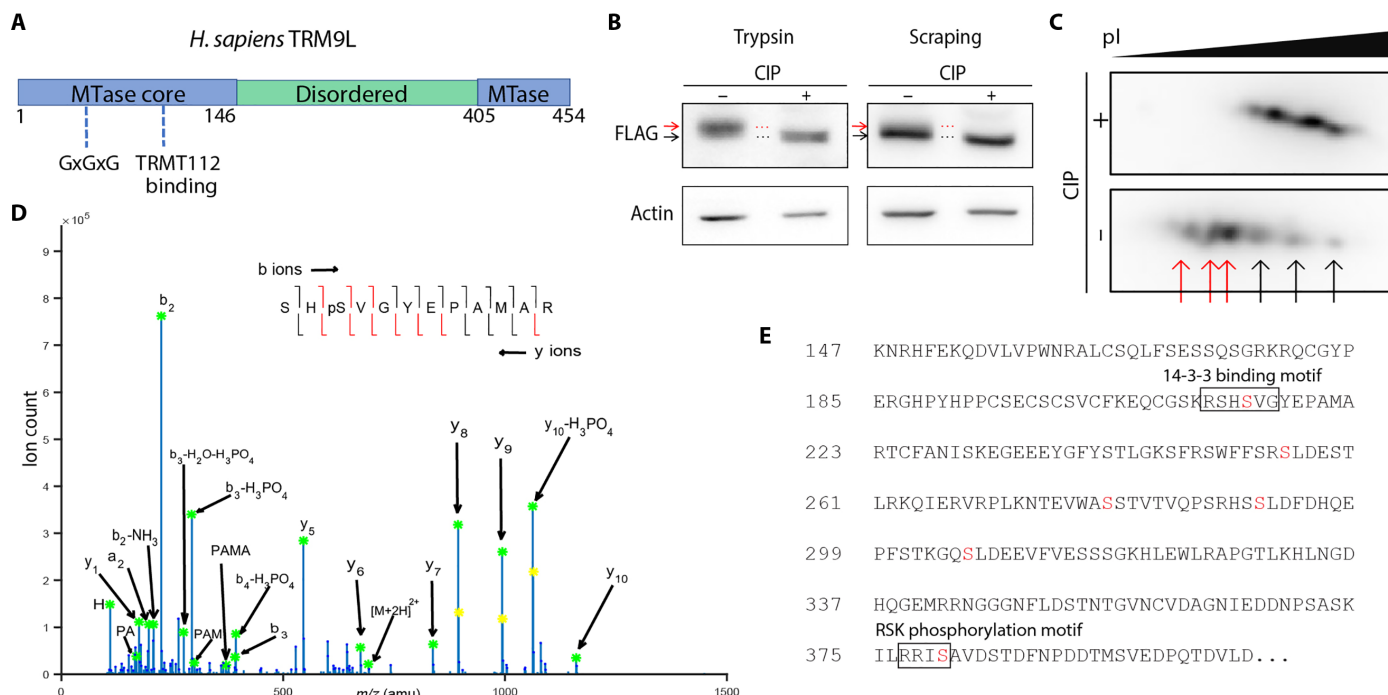 A
H. sapiens TRM9L
MTase core Disordered MTase
1 146 405 454
GxGxG TRMT112
binding
B
Trypsin Scraping
CIP CIP
− + − +
FLAG
Actin
C
pI
CIP
+
-
D
× 10⁵
Ion count
9
8
7
6
5
4
3
2
1
0
b ions
S H pS V G Y E P A M A R
y ions
b₂
y₈
y₉
y₁₀-H₃PO₄
b₃-H₂O-H₃PO₄
b₃-H₃PO₄
b₂-NH₃
a₂
y₁
PAMA
y₅
b₄-H₃PO₄
y₆
y₇
[M+2H]²⁺
y₁₀
H
PA
PAM
b₃
0 500 1000 1500
m/z (amu)
E
147 KNRHFEKQDVLVPWNRALCSQLFSESSQSGRKRQCGYP
14-3-3 binding motif
185 ERGHPYHPPCSECSCSVCFKEQCGSKRSHSVGYEPAMA
223 RTCFANISKEGEEEYGFYSTLGKSFRSWFFSRSLDEST
261 LRKQIERVRPLKNTEVWASSTVTVQPSRHSSLDFDHQE
299 PFSTKGQSLDEEVFVESSSGKHLEWLRAPGTLKHLNGD
337 HQGEMRRNGGGNFLDSTNTGVNCVDAGNIEDDNPSASK
RSK phosphorylation motif
375 ILRRISAVDSTDFNPDDTMSVEDPQTDVLD...